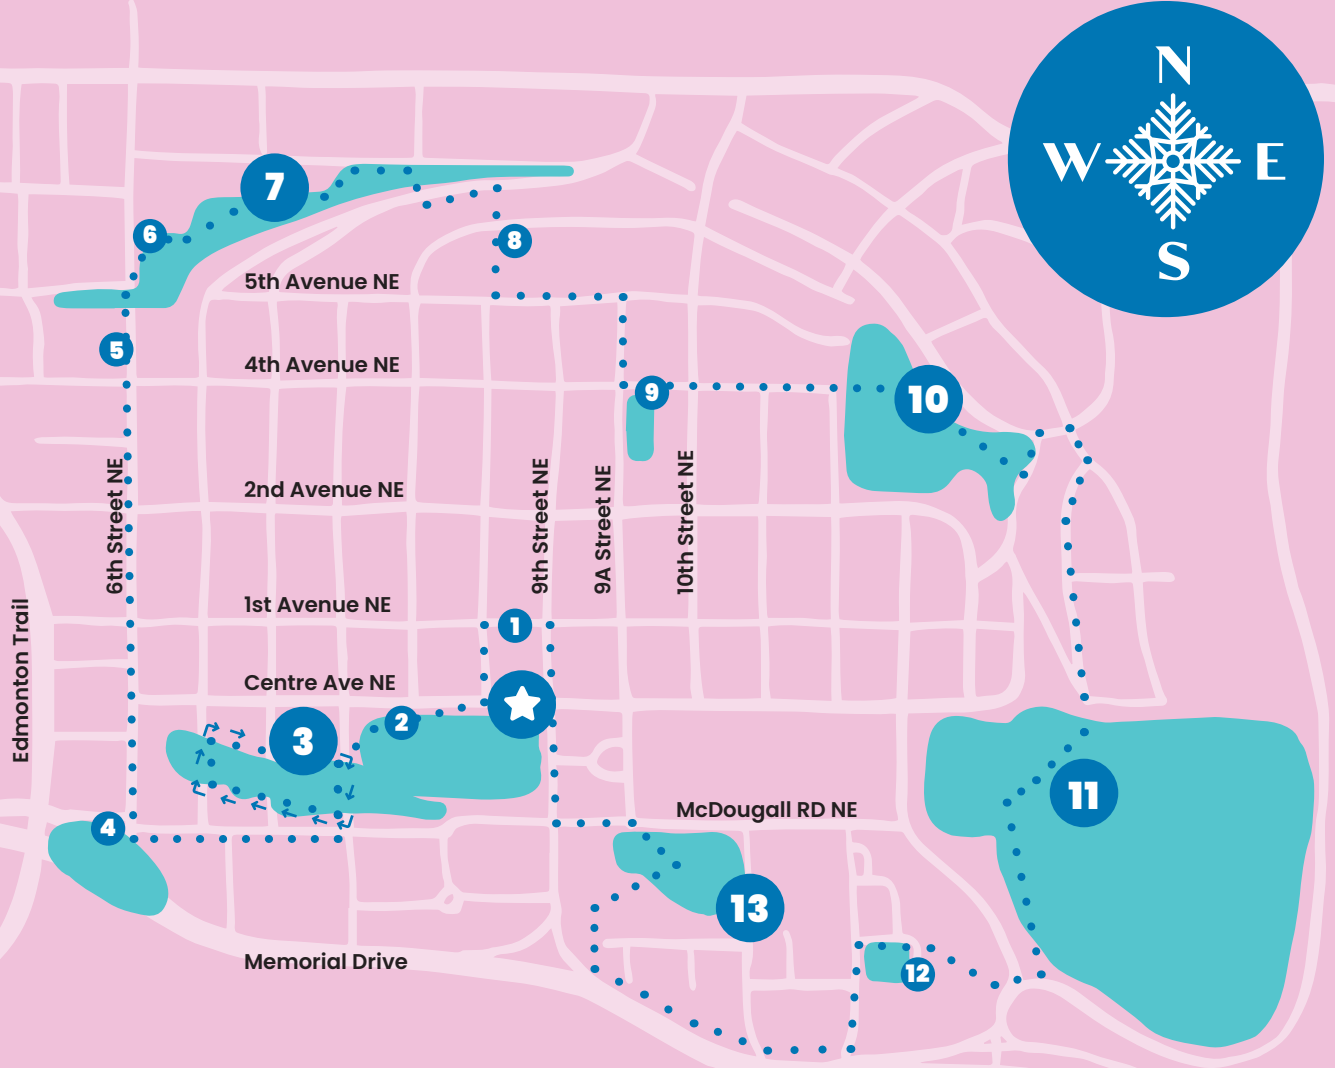 N
W E
S
7
6
8
5th Avenue NE
5
4th Avenue NE
9
10
6th Street NE
2nd Avenue NE
9th Street NE
9A Street NE
10th Street NE
1st Avenue NE
1
Edmonton Trail
Centre Ave NE
2
3
11
McDougall RD NE
4
13
Memorial Drive
12